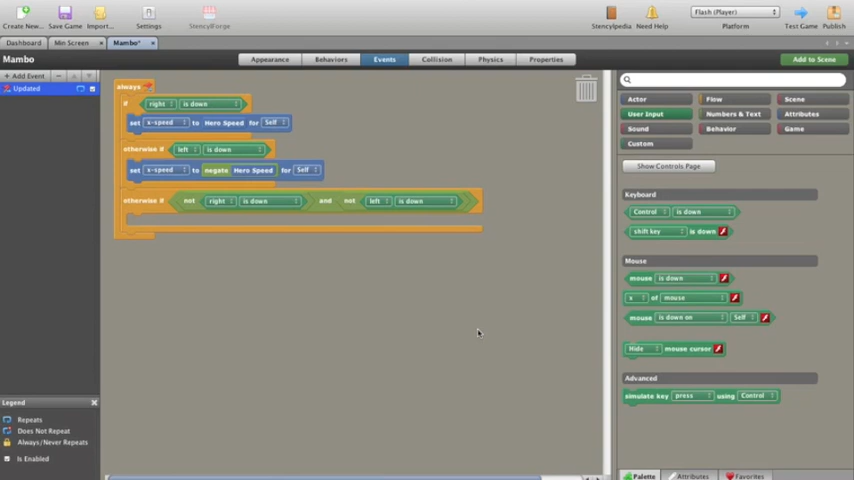 Create New... Save Game Import... Settings StencylForge Stencylpedia Need Help Flash (Player) Platform Publish Test Game
Dashboard Min Screen × Mambo* ×
Mambo Appearance Behaviors Events Collision Physics Properties Add to Scene
+ Add Event
Updated
always
if right is down
set x-speed to Hero Speed for Self
otherwise if left is down
set x-speed to negate Hero Speed for Self
otherwise if not right is down and not left is down
Actor Flow Scene
User Input Numbers & Text Attributes
Sound Behavior Game
Custom
Show Controls Page
Keyboard
Control is down
shift key is down
Mouse
mouse is down
x of mouse
mouse is down on Self
Hide mouse cursor
Advanced
simulate key press using Control
Legend
Repeats
Does Not Repeat
Always/Never Repeats
Is Enabled
Palette Attributes Favorites